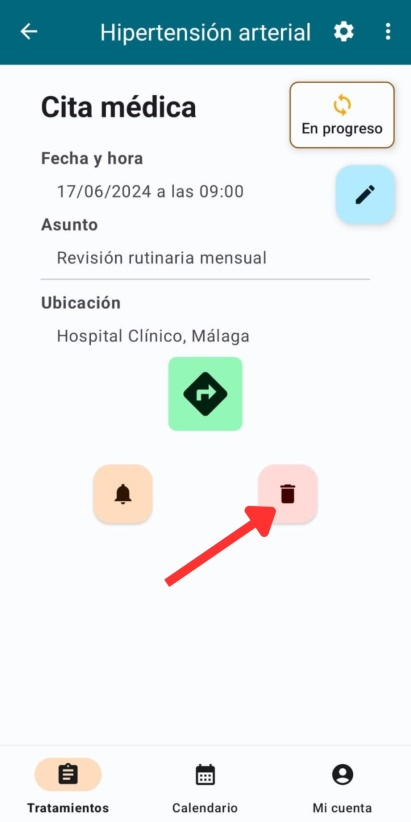 Hipertensión arterial
Cita médica
En progreso
Fecha y hora
17/06/2024 a las 09:00
Asunto
Revisión rutinaria mensual
Ubicación
Hospital Clínico, Málaga
Tratamientos
Calendario
Mi cuenta